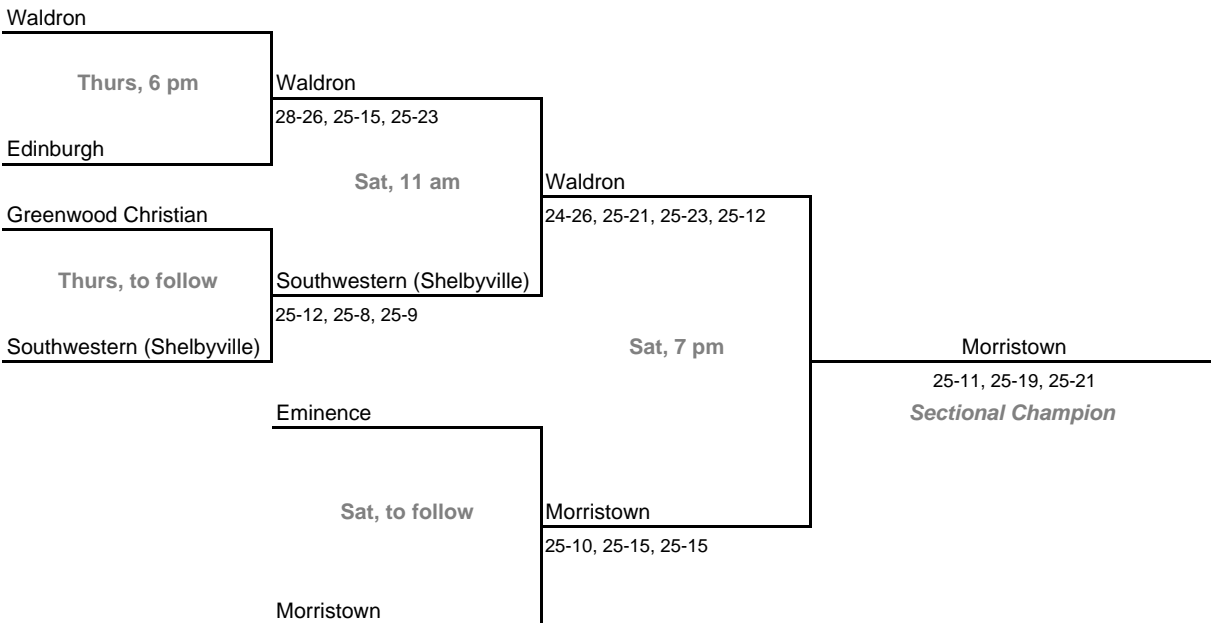 Waldron
Thurs, 6 pm
Waldron
28-26, 25-15, 25-23
Edinburgh
Sat, 11 am
Waldron
Greenwood Christian
24-26, 25-21, 25-23, 25-12
Thurs, to follow
Southwestern (Shelbyville)
25-12, 25-8, 25-9
Southwestern (Shelbyville)
Sat, 7 pm
Morristown
25-11, 25-19, 25-21
Eminence
Sectional Champion
Sat, to follow
Morristown
25-10, 25-15, 25-15
Morristown